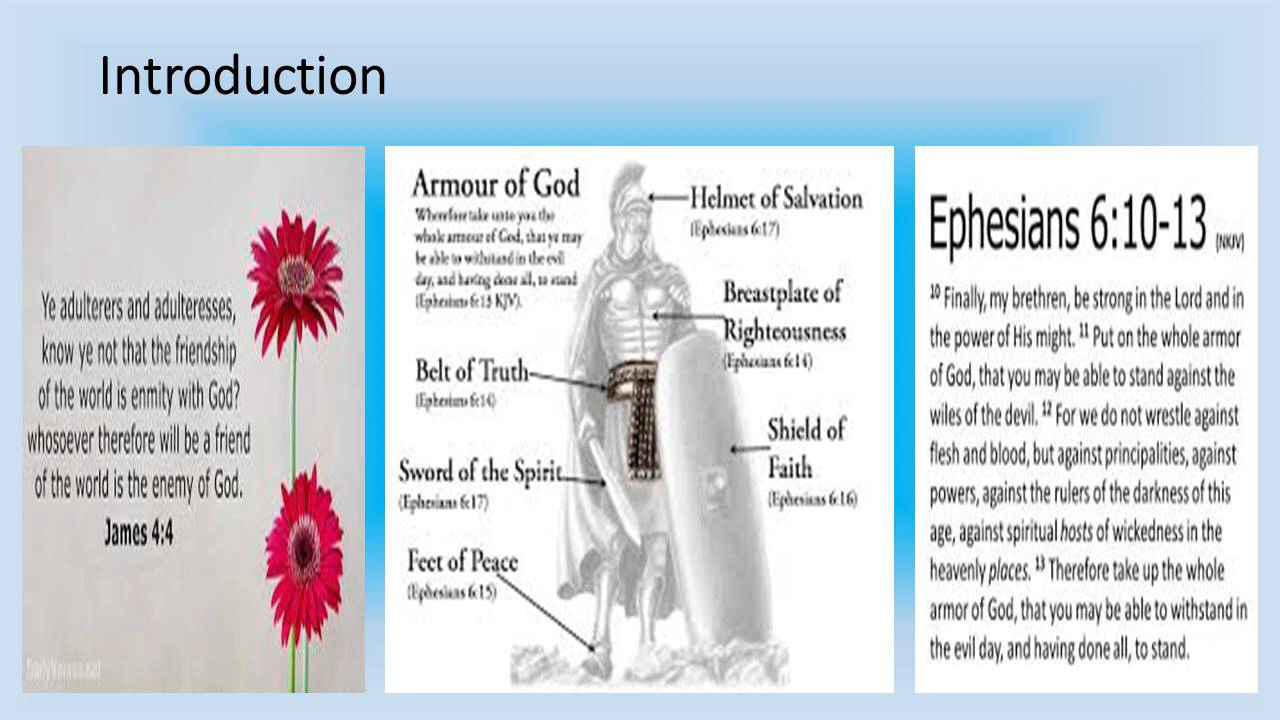 Introduction
Ye adulterers and adulteresses,
know ye not that the friendship
of the world is enmity with God?
whosoever therefore will be a friend
of the world is the enemy of God.
James 4:4
DailyVerses.net
Armour of God
Wherefore take unto you the
whole armour of God, that ye may
be able to withstand in the evil
day, and having done all, to stand
(Ephesians 6:13 KJV).
Helmet of Salvation
(Ephesians 6:17)
Breastplate of
Righteousness
(Ephesians 6:14)
Belt of Truth
(Ephesians 6:14)
Shield of
Faith
(Ephesians 6:16)
Sword of the Spirit
(Ephesians 6:17)
Feet of Peace
(Ephesians 6:15)
Ephesians 6:10-13 (NKJV)
10 Finally, my brethren, be strong in the Lord and in
the power of His might. 11 Put on the whole armor
of God, that you may be able to stand against the
wiles of the devil. 12 For we do not wrestle against
flesh and blood, but against principalities, against
powers, against the rulers of the darkness of this
age, against spiritual hosts of wickedness in the
heavenly places. 13 Therefore take up the whole
armor of God, that you may be able to withstand in
the evil day, and having done all, to stand.